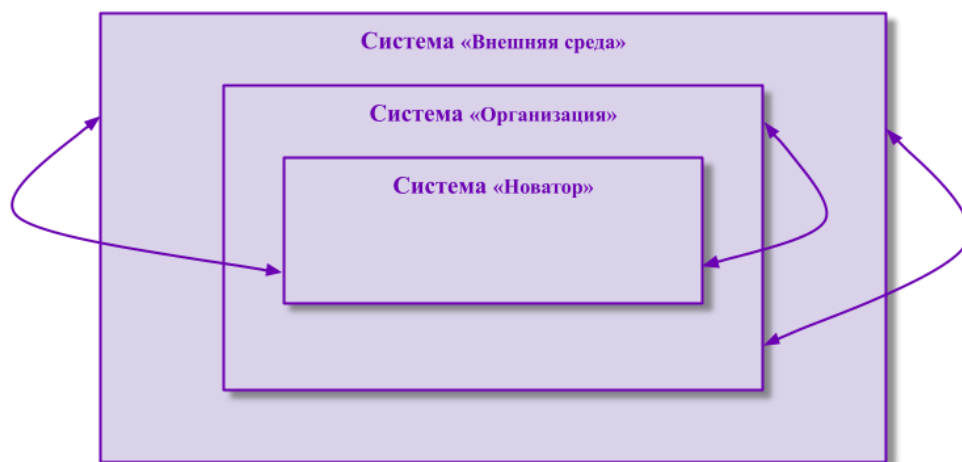 Система «Внешняя среда»
Система «Организация»
Система «Новатор»